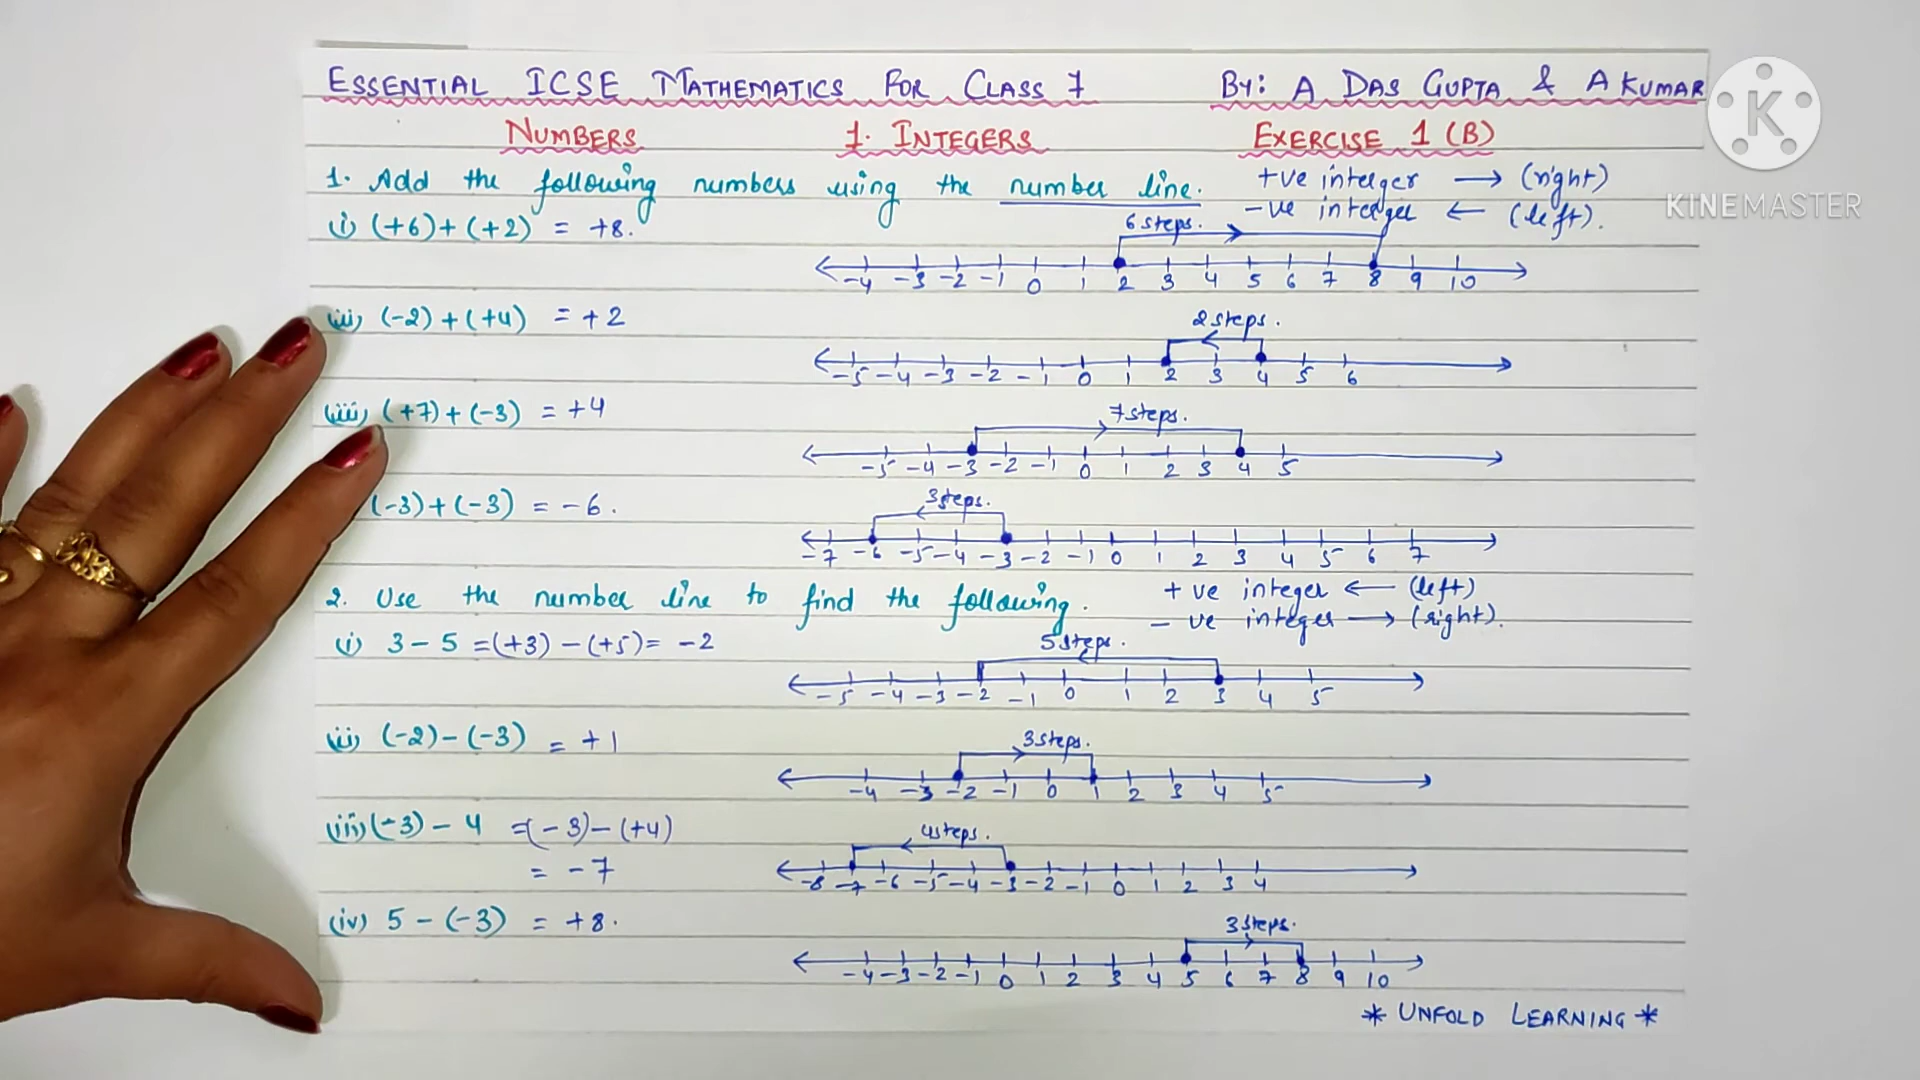 ESSENTIAL ICSE MATHEMATICS FOR CLASS 7 BY: A DAS GUPTA & A KUMAR
NUMBERS 1. INTEGERS EXERCISE 1 (B)
1. Add the following numbers using the number line. +ve interger → (right)
-ve interger ← (left).
(i) (+6)+(+2) = +8. 6 steps.
-4 -3 -2 -1 0 1 2 3 4 5 6 7 8 9 10
(ii) (-2)+(+4) = +2 2 steps.
-5 -4 -3 -2 -1 0 1 2 3 4 5 6
(iii) (+7)+(-3) = +4 7 steps.
-5 -4 -3 -2 -1 0 1 2 3 4 5
(-3)+(-3) = -6. 3 steps.
-7 -6 -5 -4 -3 -2 -1 0 1 2 3 4 5 6 7
2. Use the number line to find the following. +ve integer ← (left)
-ve integer → (right).
(i) 3 - 5 =(+3) - (+5)= -2 5 steps.
-5 -4 -3 -2 -1 0 1 2 3 4 5
(ii) (-2)-(-3) = +1 3 steps.
-4 -3 -2 -1 0 1 2 3 4 5
(iii) (-3) - 4 =(-3)-(+4) 4 steps.
= -7
-8 -7 -6 -5 -4 -3 -2 -1 0 1 2 3 4
(iv) 5 - (-3) = +8. 3 steps.
-4 -3 -2 -1 0 1 2 3 4 5 6 7 8 9 10
* UNFOLD LEARNING *
K
KINEMASTER